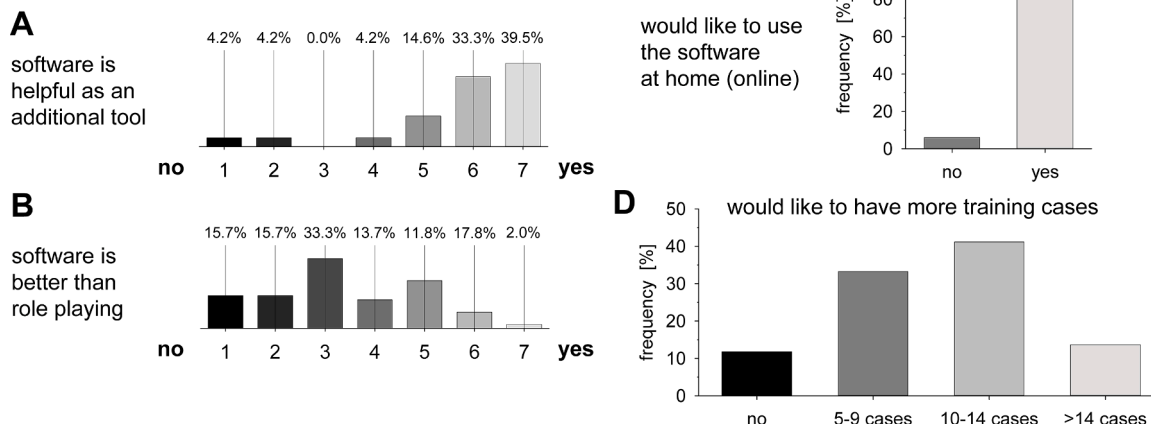 A
4.2% 4.2% 0.0% 4.2% 14.6% 33.3% 39.5%
software is
helpful as an
additional tool
no 1 2 3 4 5 6 7 yes
B
15.7% 15.7% 33.3% 13.7% 11.8% 17.8% 2.0%
software is
better than
role playing
no 1 2 3 4 5 6 7 yes
would like to use
the software
at home (online)
frequency [%]
80
60
40
20
0
no yes
D
would like to have more training cases
frequency [%]
50
40
30
20
10
0
no 5-9 cases 10-14 cases >14 cases